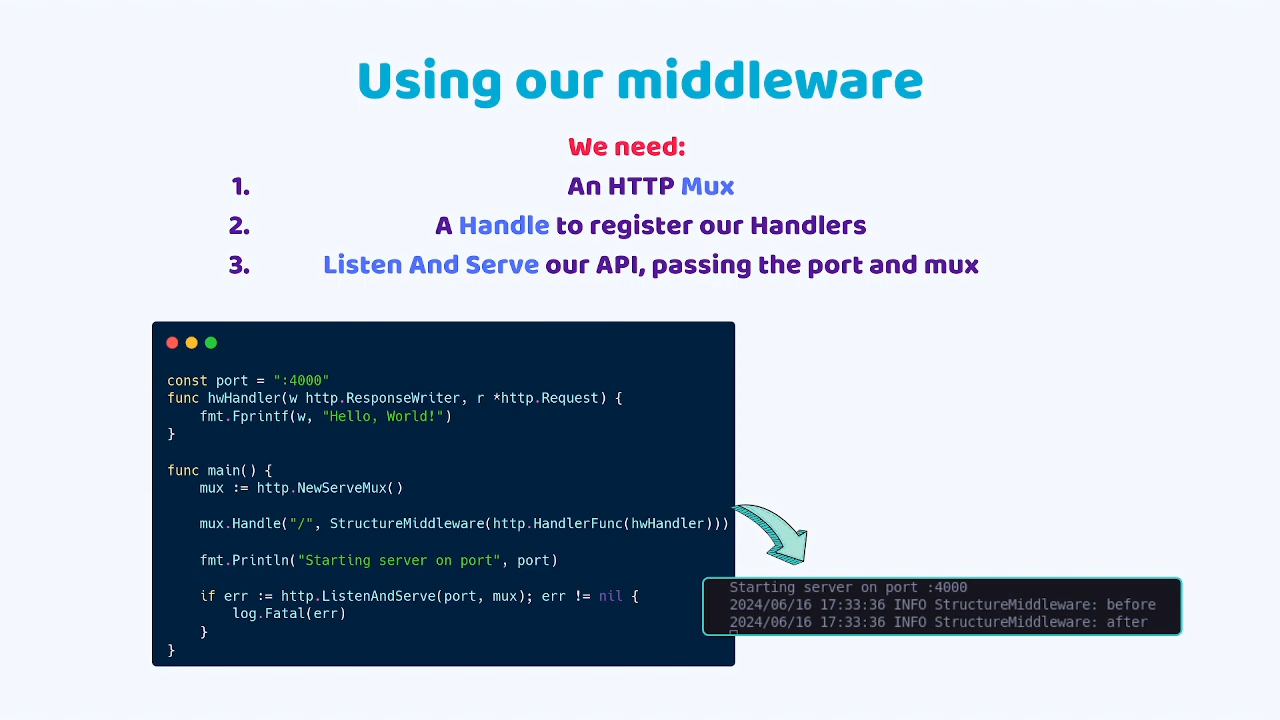 Using our middleware
We need:
1. An HTTP Mux
2. A Handle to register our Handlers
3. Listen And Serve our API, passing the port and mux
const port = ":4000"
func hwHandler(w http.ResponseWriter, r *http.Request) {
    fmt.Fprintf(w, "Hello, World!")
}
func main() {
    mux := http.NewServeMux()
    mux.Handle("/", StructureMiddleware(http.HandlerFunc(hwHandler)))
    fmt.Println("Starting server on port", port)
    if err := http.ListenAndServe(port, mux); err != nil {
        log.Fatal(err)
    }
}
Starting server on port :4000
2024/06/16 17:33:36 INFO StructureMiddleware: before
2024/06/16 17:33:36 INFO StructureMiddleware: after